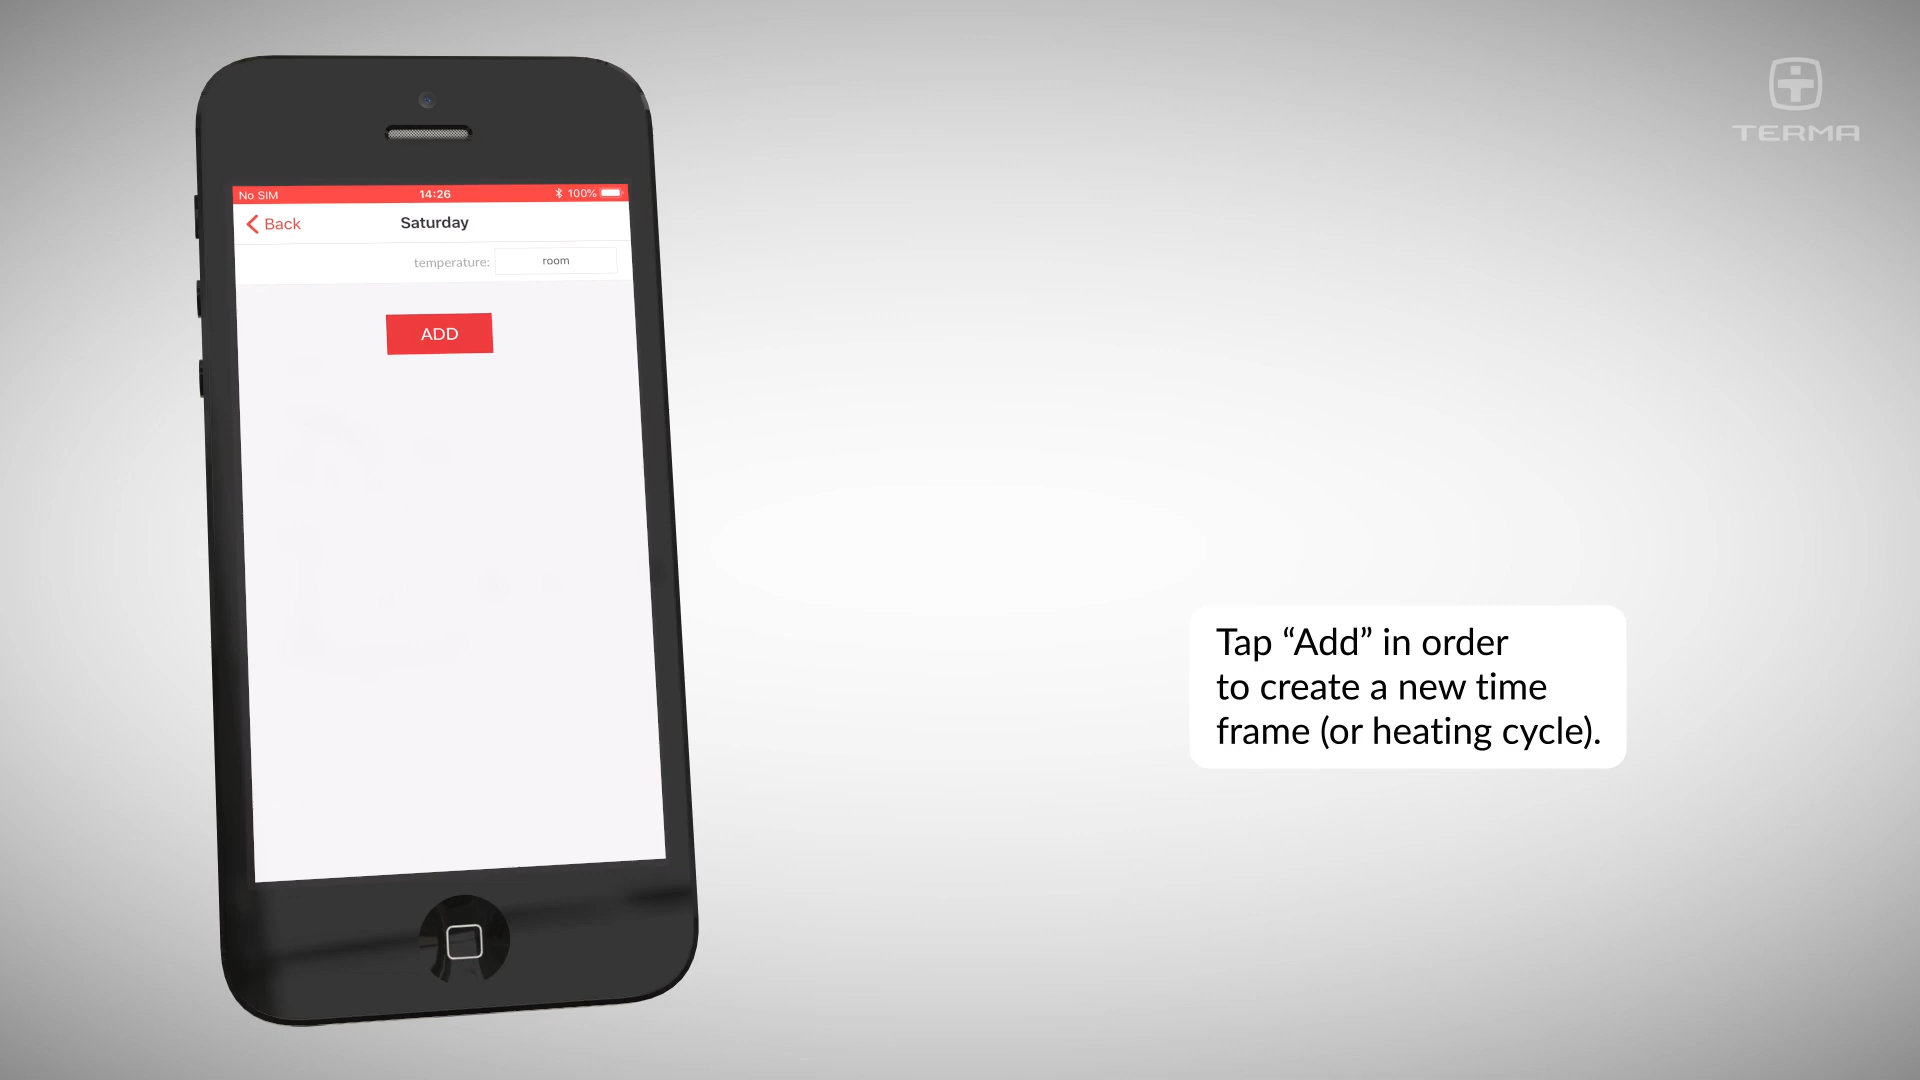 TERMA
No SIM 14:26 100%
Back Saturday
temperature: room
ADD
Tap “Add” in order
to create a new time
frame (or heating cycle).